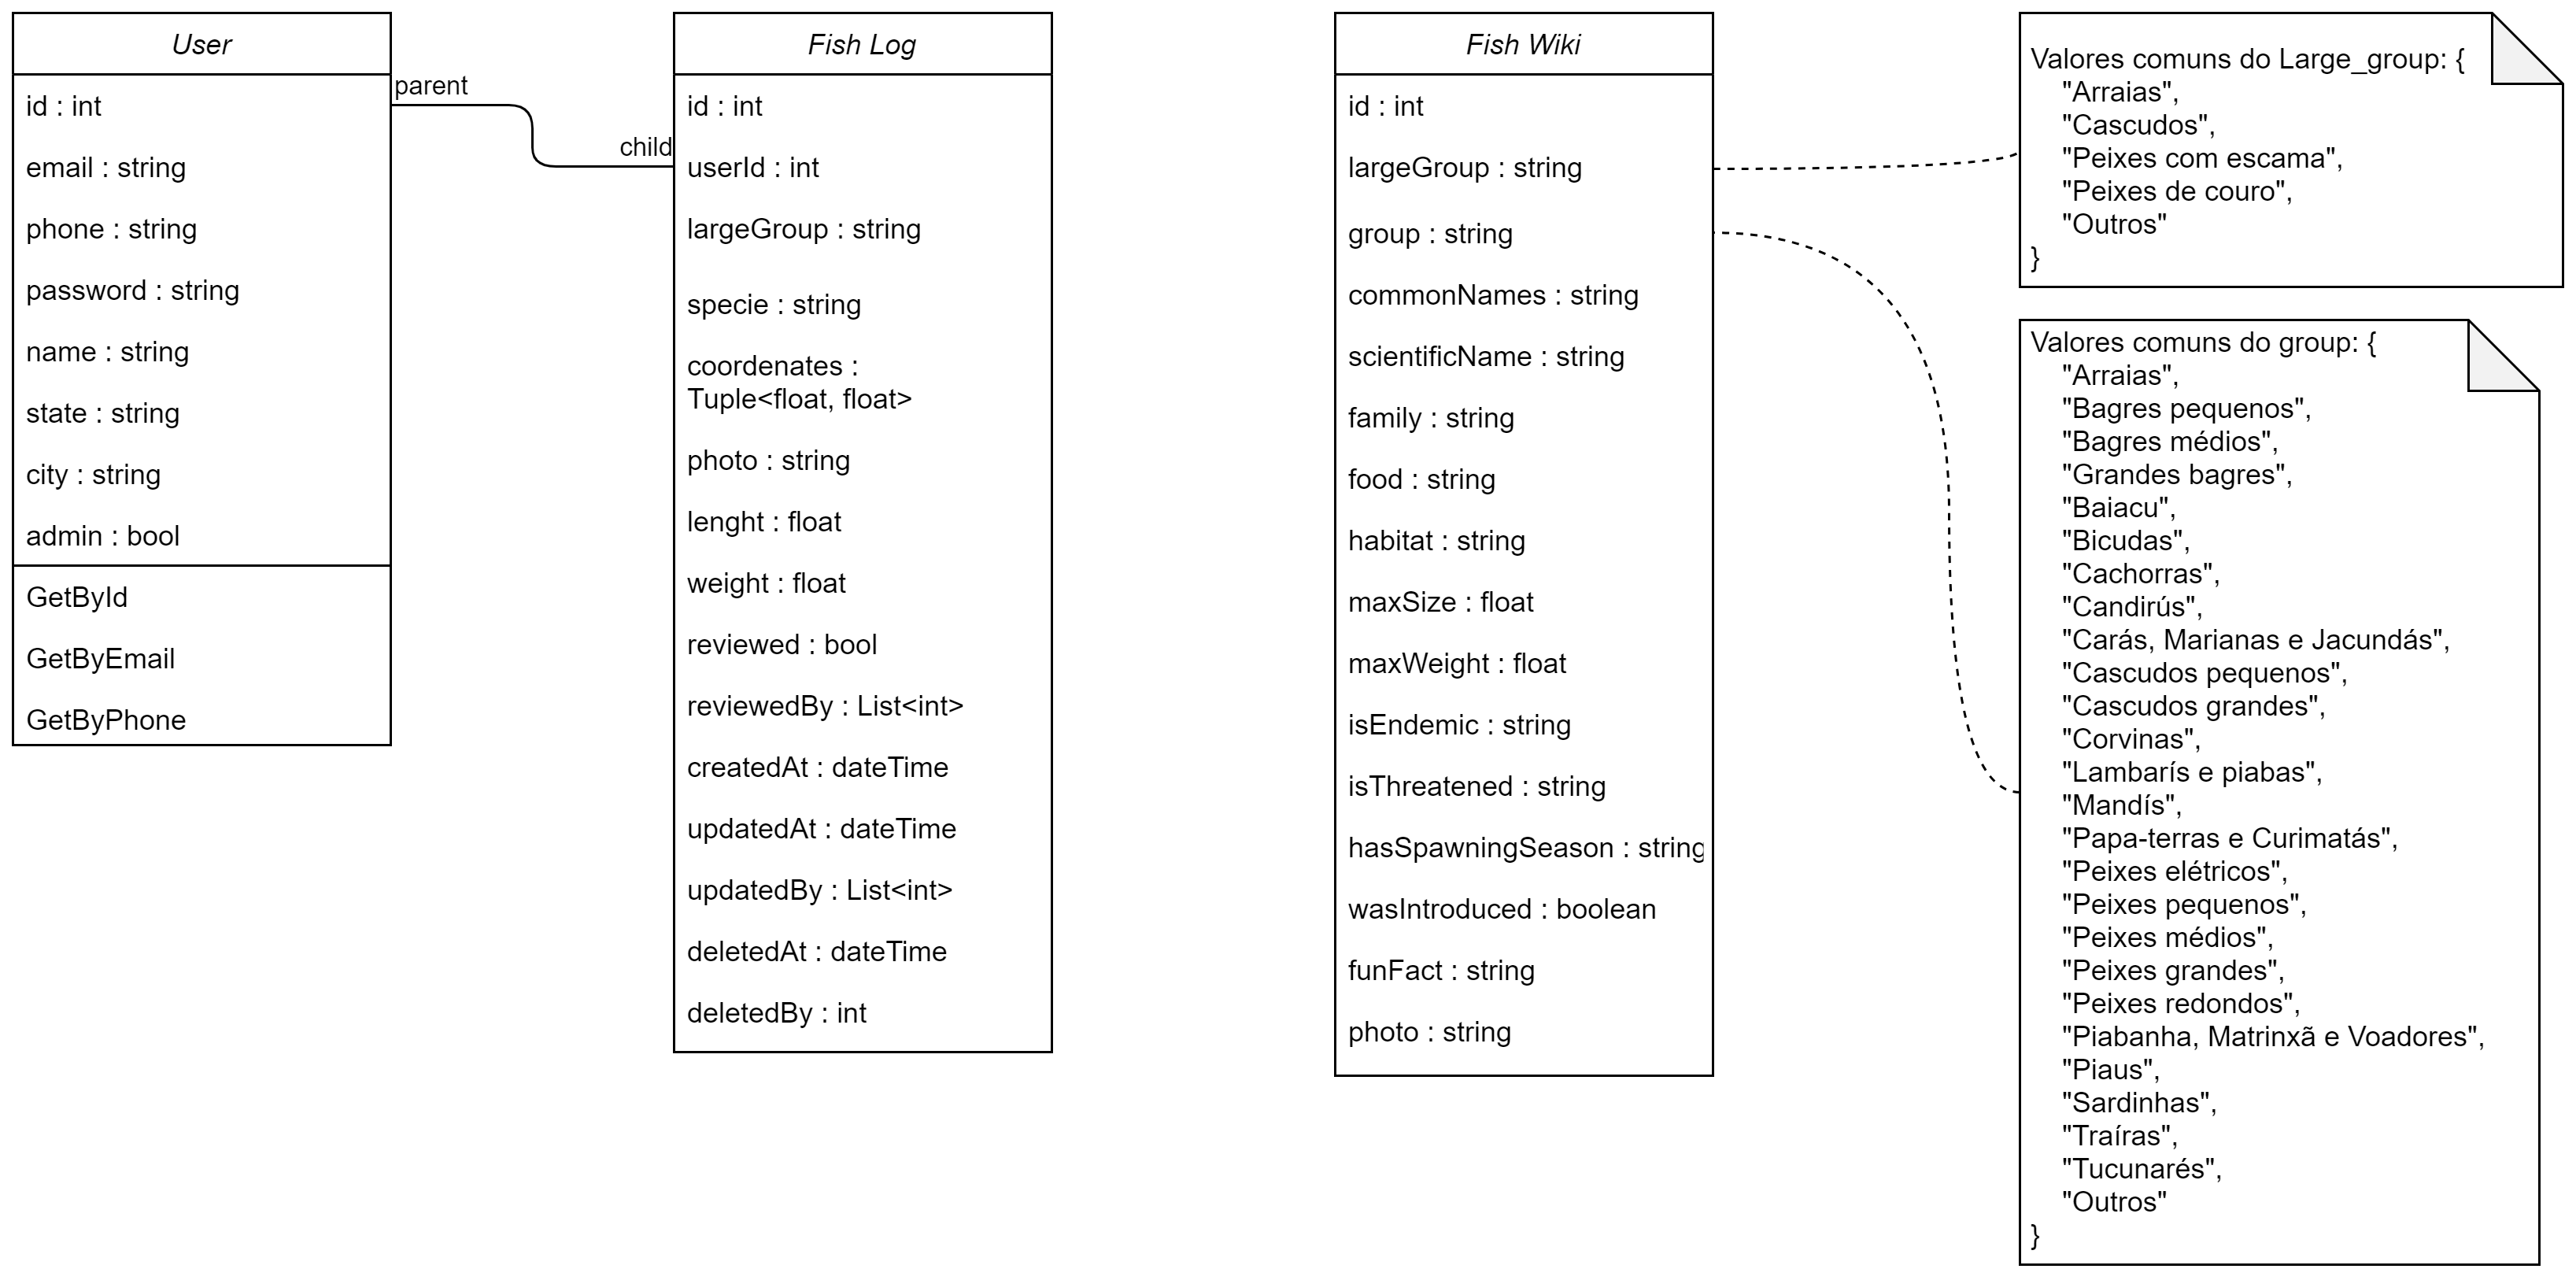 User
id : int
email : string
phone : string
password : string
name : string
state : string
city : string
admin : bool
GetById
GetByEmail
GetByPhone
parent
child
Fish Log
id : int
userId : int
largeGroup : string
specie : string
coordenates :
Tuple<float, float>
photo : string
lenght : float
weight : float
reviewed : bool
reviewedBy : List<int>
createdAt : dateTime
updatedAt : dateTime
updatedBy : List<int>
deletedAt : dateTime
deletedBy : int
Fish Wiki
id : int
largeGroup : string
group : string
commonNames : string
scientificName : string
family : string
food : string
habitat : string
maxSize : float
maxWeight : float
isEndemic : string
isThreatened : string
hasSpawningSeason : string
wasIntroduced : boolean
funFact : string
photo : string
Valores comuns do Large_group: {
"Arraias",
"Cascudos",
"Peixes com escama",
"Peixes de couro",
"Outros"
}
Valores comuns do group: {
"Arraias",
"Bagres pequenos",
"Bagres médios",
"Grandes bagres",
"Baiacu",
"Bicudas",
"Cachorras",
"Candirús",
"Carás, Marianas e Jacundás",
"Cascudos pequenos",
"Cascudos grandes",
"Corvinas",
"Lambarís e piabas",
"Mandís",
"Papa-terras e Curimatás",
"Peixes elétricos",
"Peixes pequenos",
"Peixes médios",
"Peixes grandes",
"Peixes redondos",
"Piabanha, Matrinxã e Voadores",
"Piaus",
"Sardinhas",
"Traíras",
"Tucunarés",
"Outros"
}